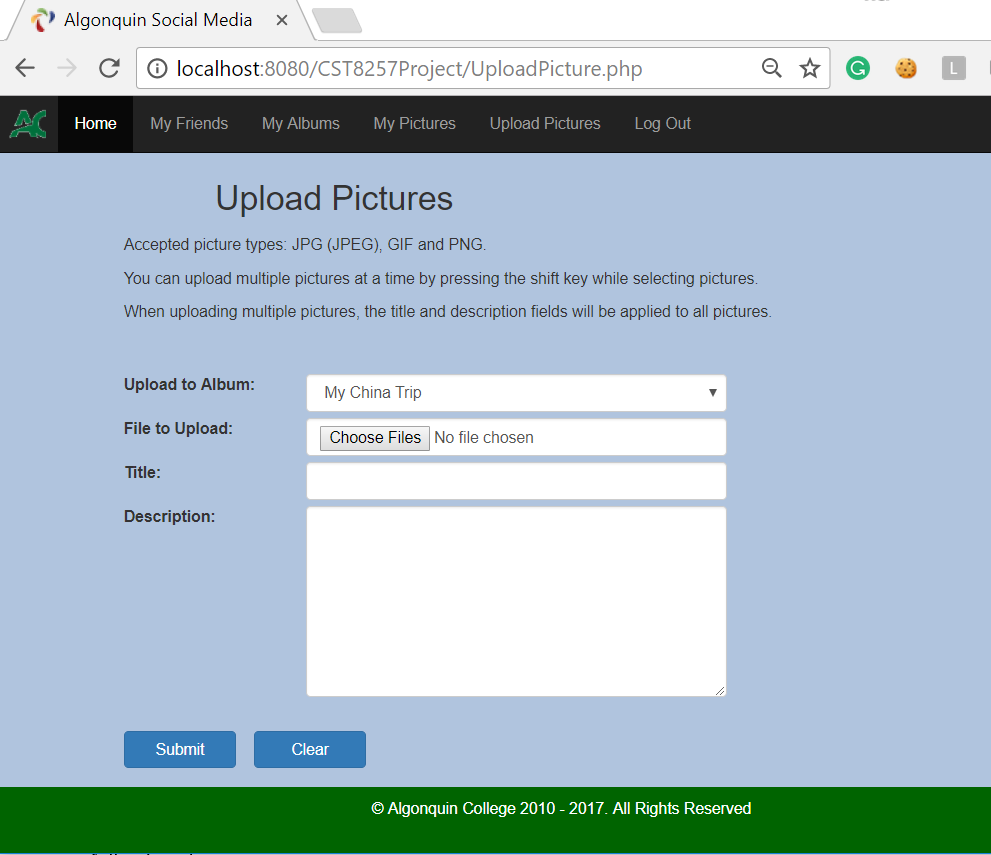 Algonquin Social Media
localhost:8080/CST8257Project/UploadPicture.php
G
L
AC
Home My Friends My Albums My Pictures Upload Pictures Log Out
Upload Pictures
Accepted picture types: JPG (JPEG), GIF and PNG.
You can upload multiple pictures at a time by pressing the shift key while selecting pictures.
When uploading multiple pictures, the title and description fields will be applied to all pictures.
Upload to Album: My China Trip
File to Upload: Choose Files No file chosen
Title:
Description:
Submit Clear
© Algonquin College 2010 - 2017. All Rights Reserved